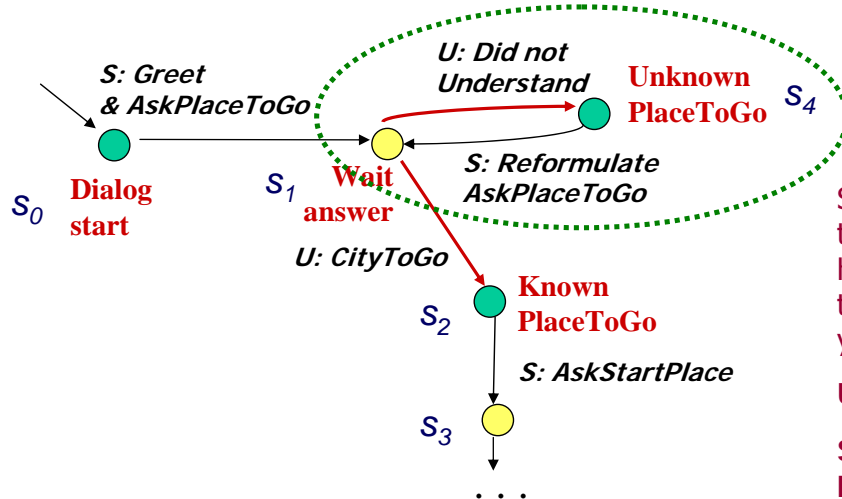 S: Greet
& AskPlaceToGo
U: Did not
Understand
Unknown
PlaceToGo
s4
S: Reformulate
AskPlaceToGo
s0
Dialog
start
s1
Wait
answer
U: CityToGo
s2
Known
PlaceToGo
S: AskStartPlace
s3
. . .